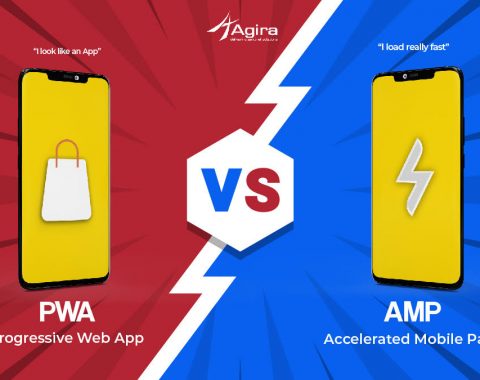 Agira
"I look like an App"
"I load really fast"
VS
PWA
rogressive Web App
AMP
Accelerated Mobile Pa